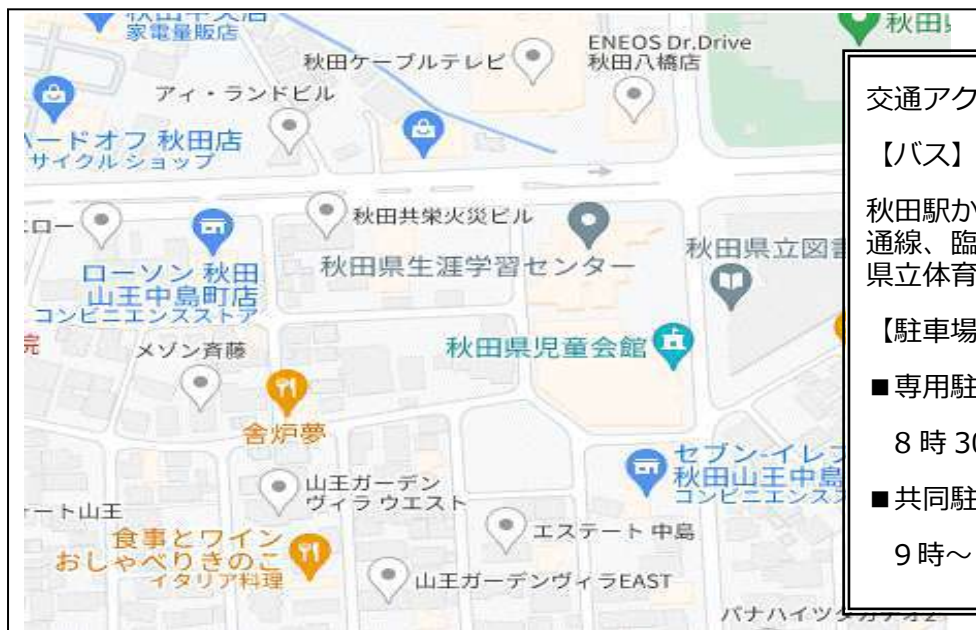 家電量販店
秋田ケーブルテレビ
ENEOS Dr.Drive
秋田八橋店
アィ・ランドビル
ードオフ 秋田店
サイクル ショップ
秋田共栄火災ビル
ロー
ローソン 秋田
山王中島町店
コンビニエンスストア
秋田県生涯学習センター
秋田県立図
メゾン斉藤
秋田県児童会館
舎炉夢
セブン-イレブ
秋田山王中島
コンビニエンスス
山王ガーデン
ヴィラ ウエスト
ート山王
エステート 中島
食事とワイン
おしゃべりきのこ
イタリア料理
山王ガーデンヴィラEAST
交通アク
【バス】
秋田駅か
通線、臨
県立体育
【駐車場
■専用駐
8時30
■共同駐
9時～